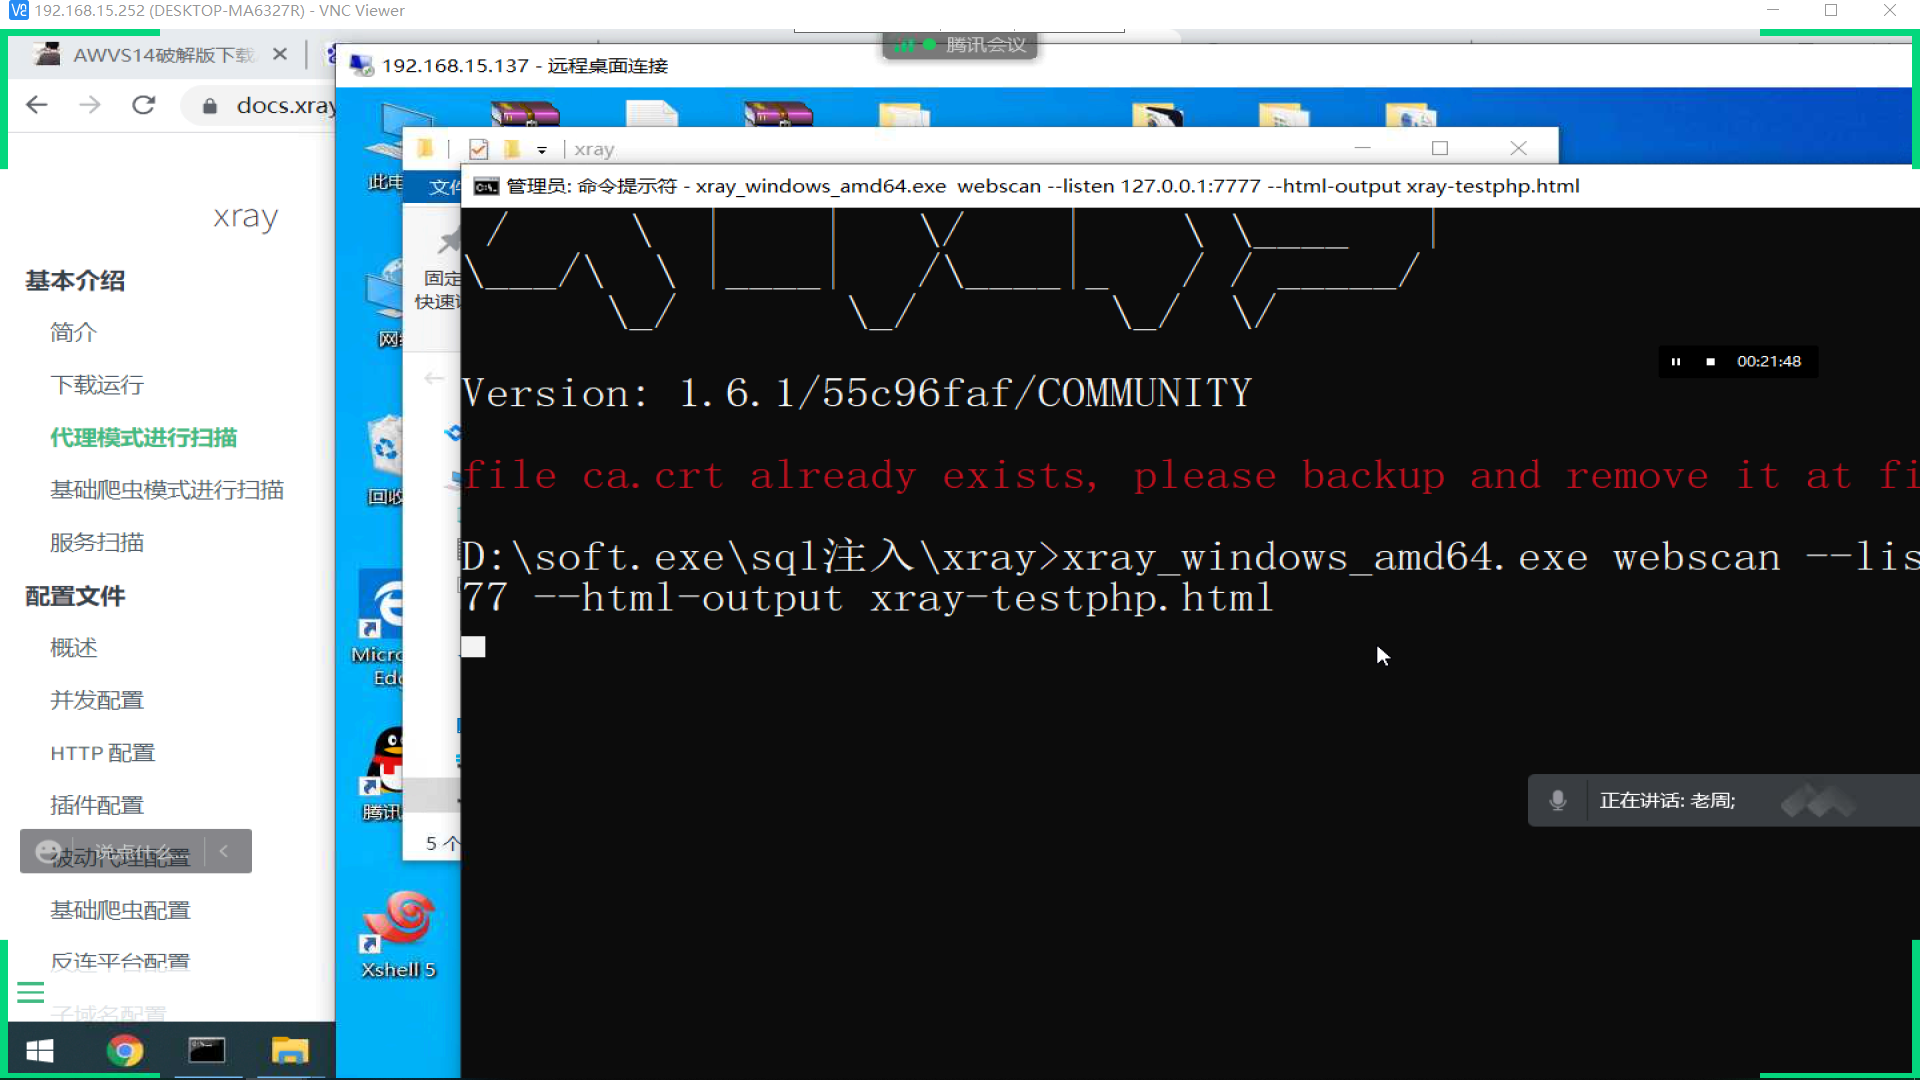 192.168.15.252 (DESKTOP-MA6327R) - VNC Viewer
AWVS14破解版下载
腾讯会议
192.168.15.137 - 远程桌面连接
docs.xray
xray
管理员: 命令提示符 - xray_windows_amd64.exe  webscan --listen 127.0.0.1:7777 --html-output xray-testphp.html
此电
文件
固定
快速
网络
回收
Micro
Edg
腾讯
Xshell 5
5 个
xray
基本介绍
简介
下载运行
代理模式进行扫描
基础爬虫模式进行扫描
服务扫描
配置文件
概述
并发配置
HTTP 配置
插件配置
说点什么...
被动代理配置
基础爬虫配置
反连平台配置
子域名配置
Version: 1.6.1/55c96faf/COMMUNITY
file ca.crt already exists, please backup and remove it at fi
D:\soft.exe\sql注入\xray>xray_windows_amd64.exe webscan --lis
77 --html-output xray-testphp.html
00:21:48
正在讲话: 老周;